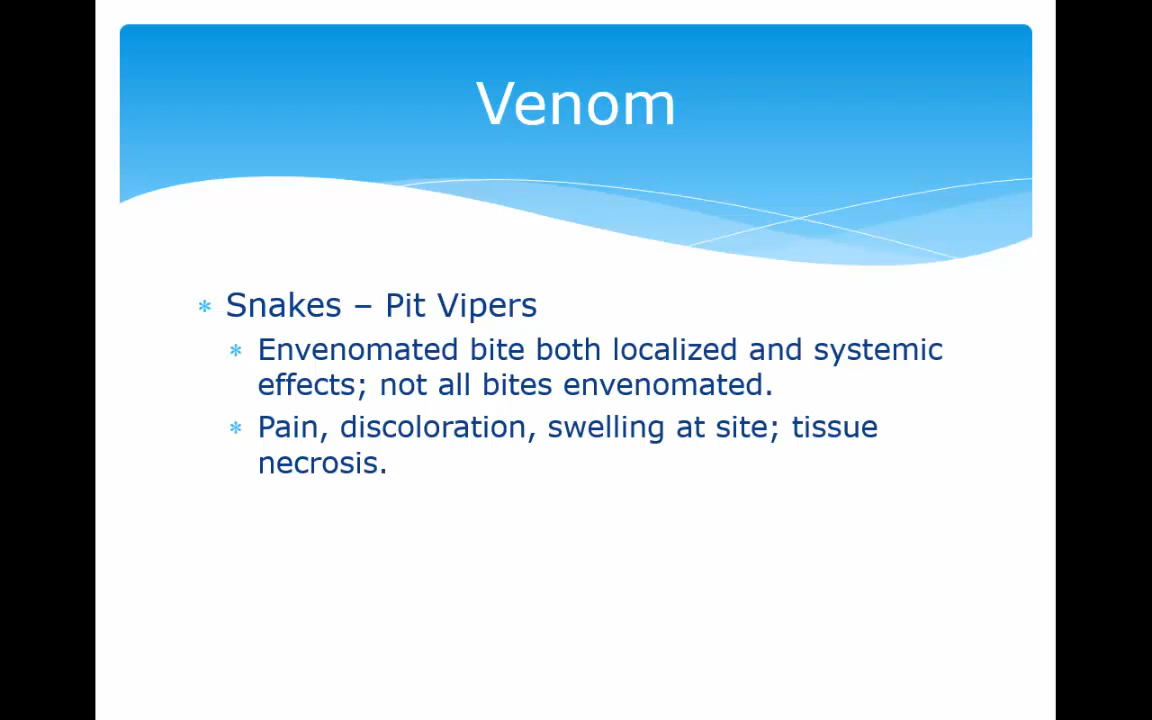 Venom
* Snakes – Pit Vipers
* Envenomated bite both localized and systemic
effects; not all bites envenomated.
* Pain, discoloration, swelling at site; tissue
necrosis.